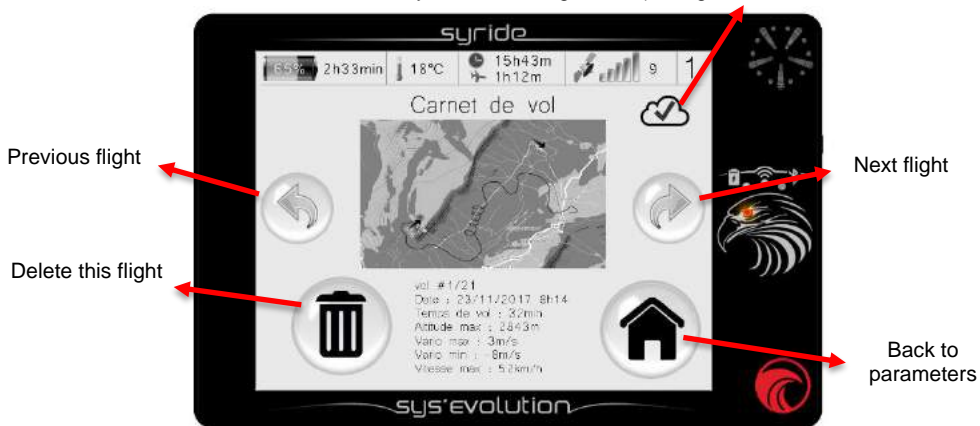 syride
65% 2h33min 18°C 15h43m 9 1
1h12m
Carnet de vol
Previous flight
Next flight
Delete this flight
vol #1/21
Date : 23/11/2017 8h14
Temps de vol : 32min
Altitude max : 2843m
Vario max : 3m/s
Vario min : -8m/s
Vitesse max : 52km/h
Back to
parameters
sys'evolution